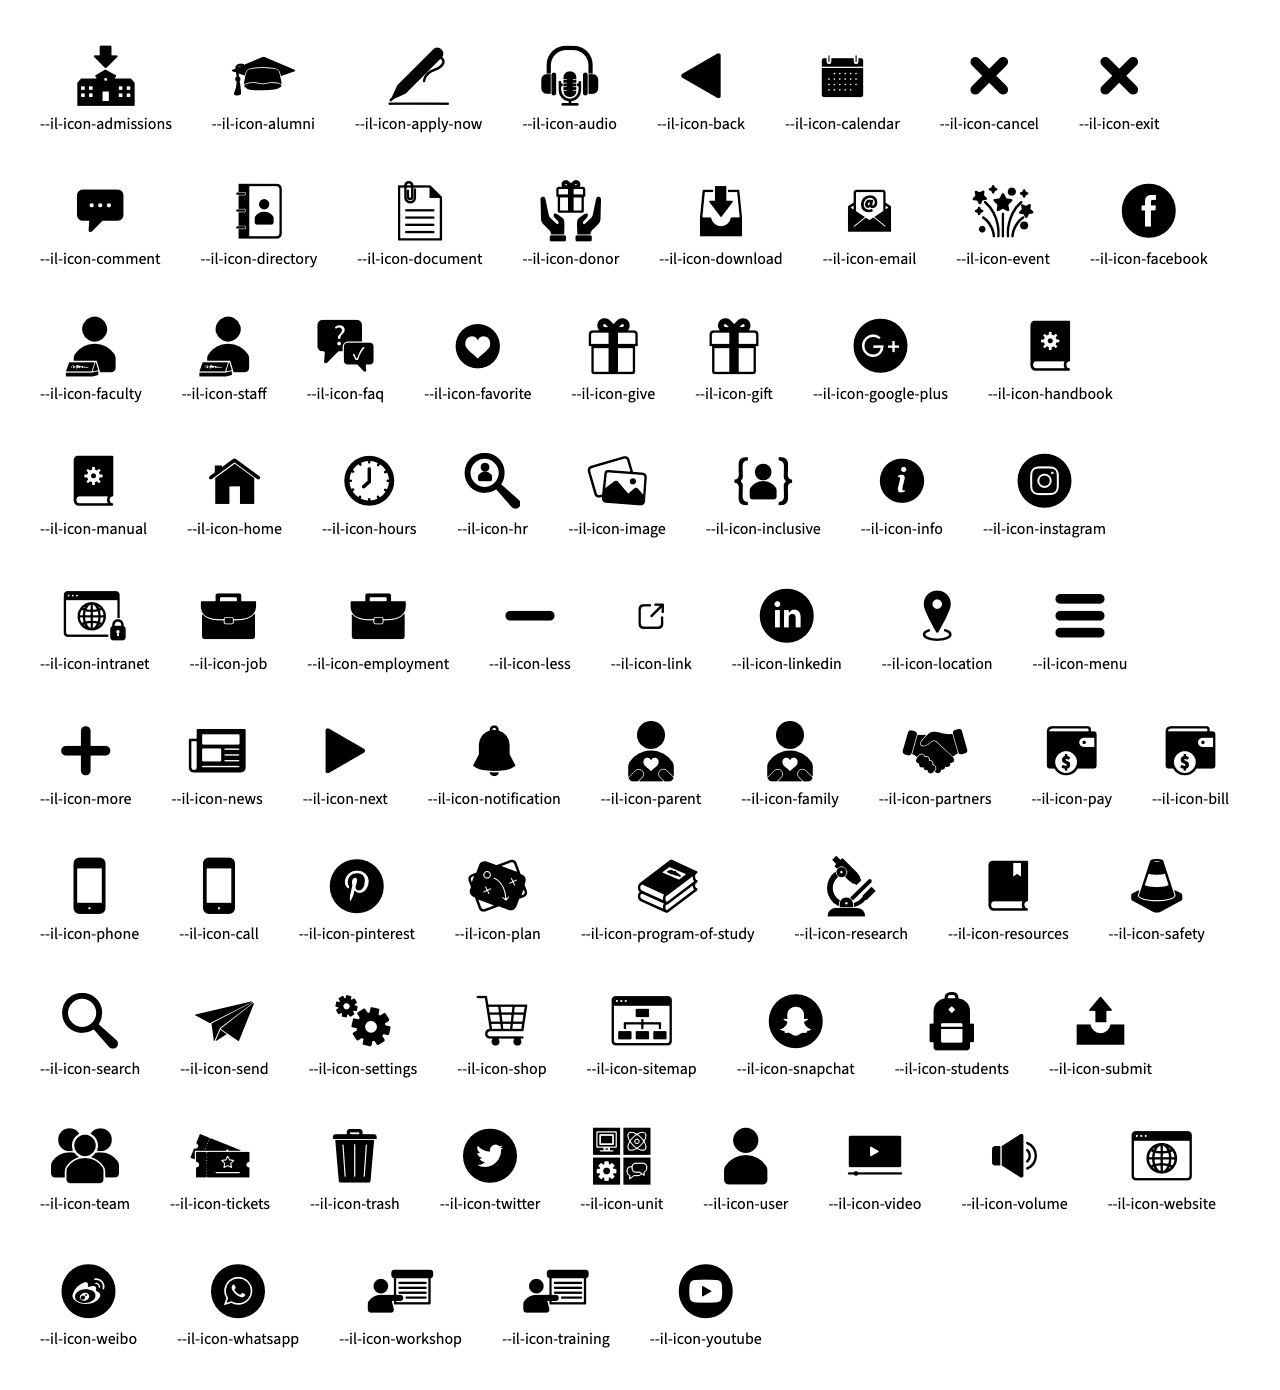 --il-icon-admissions --il-icon-alumni --il-icon-apply-now --il-icon-audio --il-icon-back --il-icon-calendar --il-icon-cancel --il-icon-exit
--il-icon-comment --il-icon-directory --il-icon-document --il-icon-donor --il-icon-download --il-icon-email --il-icon-event --il-icon-facebook
--il-icon-faculty --il-icon-staff --il-icon-faq --il-icon-favorite --il-icon-give --il-icon-gift --il-icon-google-plus --il-icon-handbook
--il-icon-manual --il-icon-home --il-icon-hours --il-icon-hr --il-icon-image --il-icon-inclusive --il-icon-info --il-icon-instagram
--il-icon-intranet --il-icon-job --il-icon-employment --il-icon-less --il-icon-link --il-icon-linkedin --il-icon-location --il-icon-menu
--il-icon-more --il-icon-news --il-icon-next --il-icon-notification --il-icon-parent --il-icon-family --il-icon-partners --il-icon-pay --il-icon-bill
--il-icon-phone --il-icon-call --il-icon-pinterest --il-icon-plan --il-icon-program-of-study --il-icon-research --il-icon-resources --il-icon-safety
--il-icon-search --il-icon-send --il-icon-settings --il-icon-shop --il-icon-sitemap --il-icon-snapchat --il-icon-students --il-icon-submit
--il-icon-team --il-icon-tickets --il-icon-trash --il-icon-twitter --il-icon-unit --il-icon-user --il-icon-video --il-icon-volume --il-icon-website
--il-icon-weibo --il-icon-whatsapp --il-icon-workshop --il-icon-training --il-icon-youtube